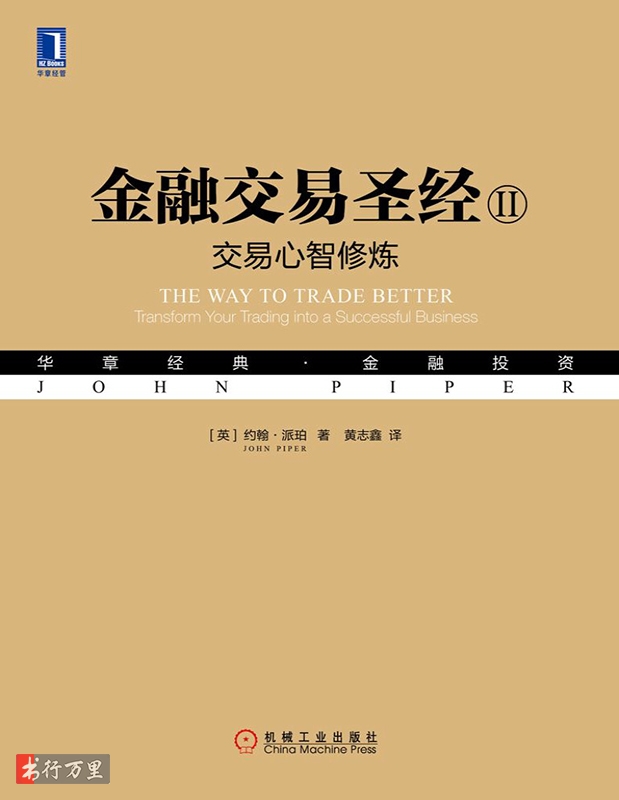 HZ Books
华章经管
金融交易圣经Ⅱ
交易心智修炼
THE WAY TO TRADE BETTER
Transform Your Trading into a Successful Business
华章经典·金融投资
JOHN PIPER
[英] 约翰·派珀 著 黄志鑫 译
JOHN PIPER
机械工业出版社
China Machine Press
书行万里